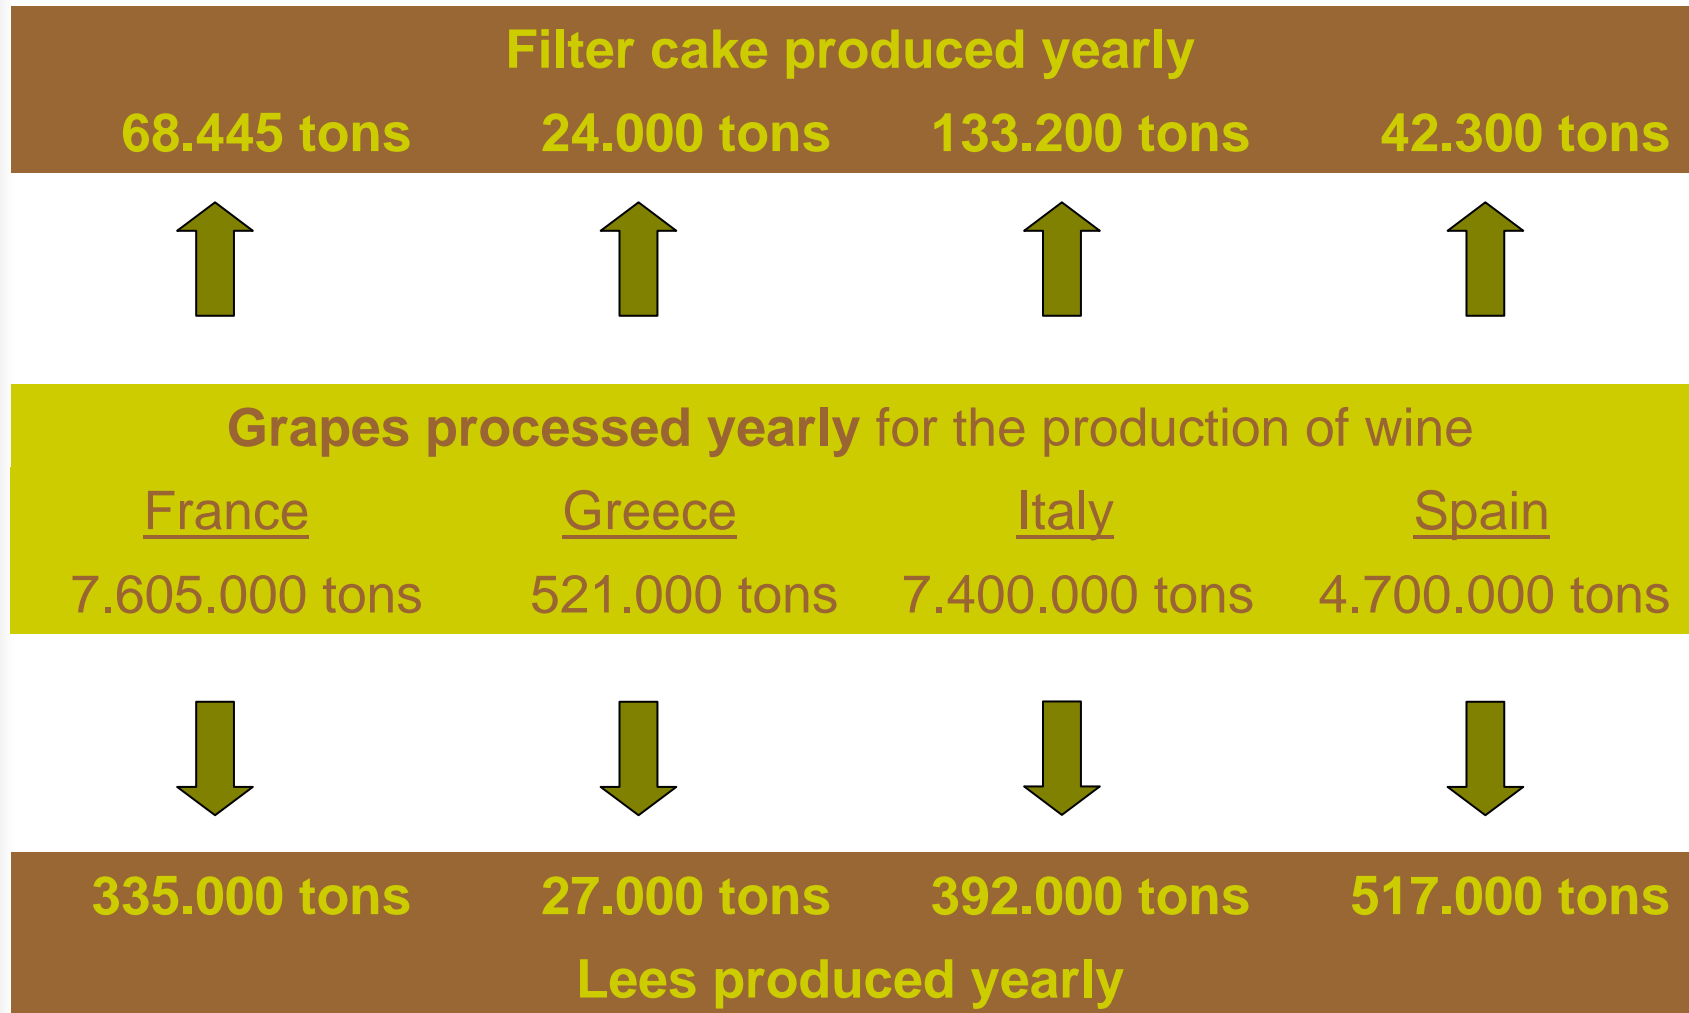 Filter cake produced yearly
68.445 tons 24.000 tons 133.200 tons 42.300 tons
Grapes processed yearly for the production of wine
France Greece Italy Spain
7.605.000 tons 521.000 tons 7.400.000 tons 4.700.000 tons
335.000 tons 27.000 tons 392.000 tons 517.000 tons
Lees produced yearly